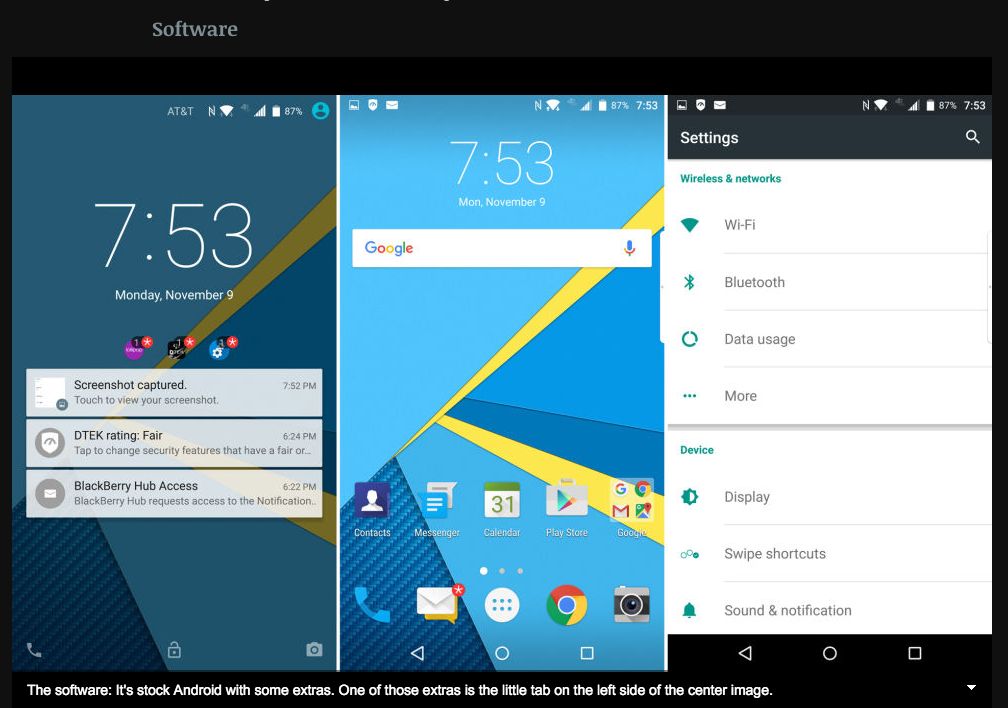 Software
AT&T 87%
7:53
Monday, November 9
1 1 1
Screenshot captured. 7:52 PM
Touch to view your screenshot.
DTEK rating: Fair 6:24 PM
Tap to change security features that have a fair or...
BlackBerry Hub Access 6:22 PM
BlackBerry Hub requests access to the Notification..
87% 7:53
7:53
Mon, November 9
Google
31
Contacts Messenger Calendar Play Store Google
87% 7:53
Settings
Wireless & networks
Wi-Fi
Bluetooth
Data usage
More
Device
Display
Swipe shortcuts
Sound & notification
The software: It's stock Android with some extras. One of those extras is the little tab on the left side of the center image.